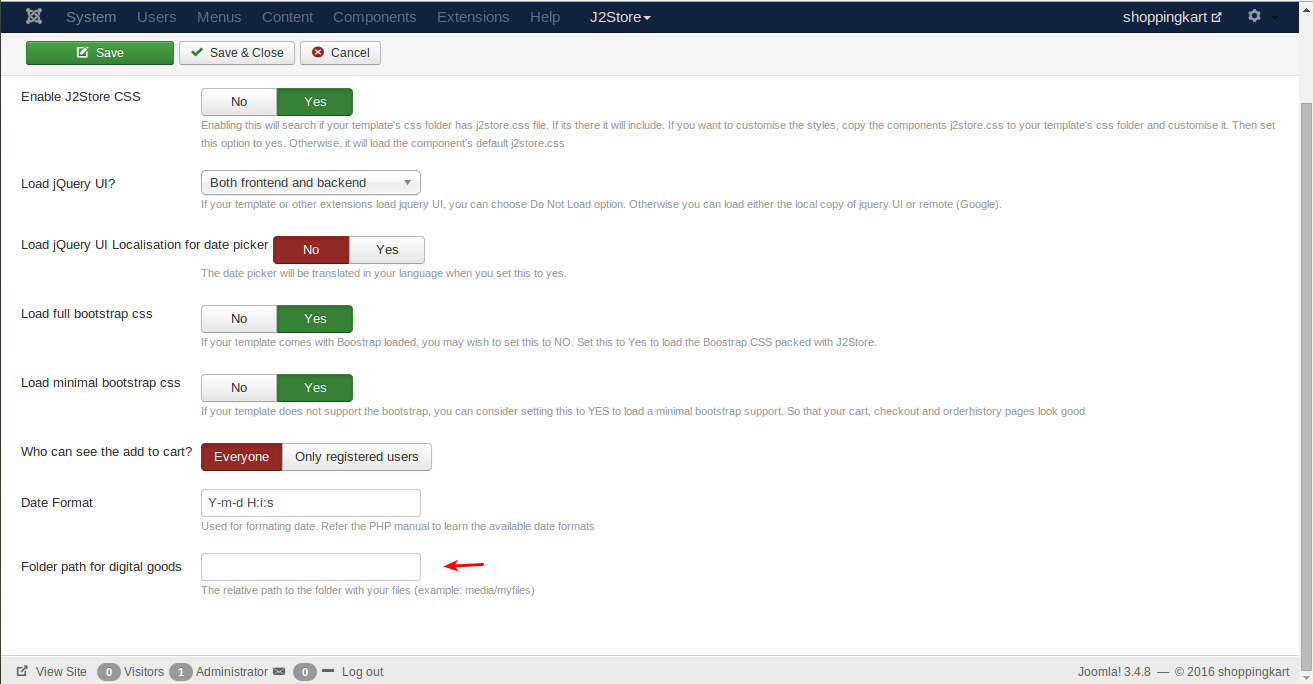 System Users Menus Content Components Extensions Help J2Store shoppingkart
Save Save & Close Cancel
Enable J2Store CSS No Yes
Enabling this will search if your template's css folder has j2store.css file. If its there it will include. If you want to customise the styles, copy the components j2store.css to your template's css folder and customise it. Then set
this option to yes. Otherwise, it will load the component's default j2store.css
Load jQuery UI? Both frontend and backend
If your template or other extensions load jquery UI, you can choose Do Not Load option. Otherwise you can load either the local copy of jquery UI or remote (Google).
Load jQuery UI Localisation for date picker No Yes
The date picker will be translated in your language when you set this to yes.
Load full bootstrap css No Yes
If your template comes with Boostrap loaded, you may wish to set this to NO. Set this to Yes to load the Boostrap CSS packed with J2Store.
Load minimal bootstrap css No Yes
If your template does not support the bootstrap, you can consider setting this to YES to load a minimal bootstrap support. So that your cart, checkout and orderhistory pages look good
Who can see the add to cart? Everyone Only registered users
Date Format Y-m-d H:i:s
Used for formating date. Refer the PHP manual to learn the available date formats
Folder path for digital goods
The relative path to the folder with your files (example: media/myfiles)
View Site 0 Visitors 1 Administrator 0 Log out Joomla! 3.4.8 — © 2016 shoppingkart